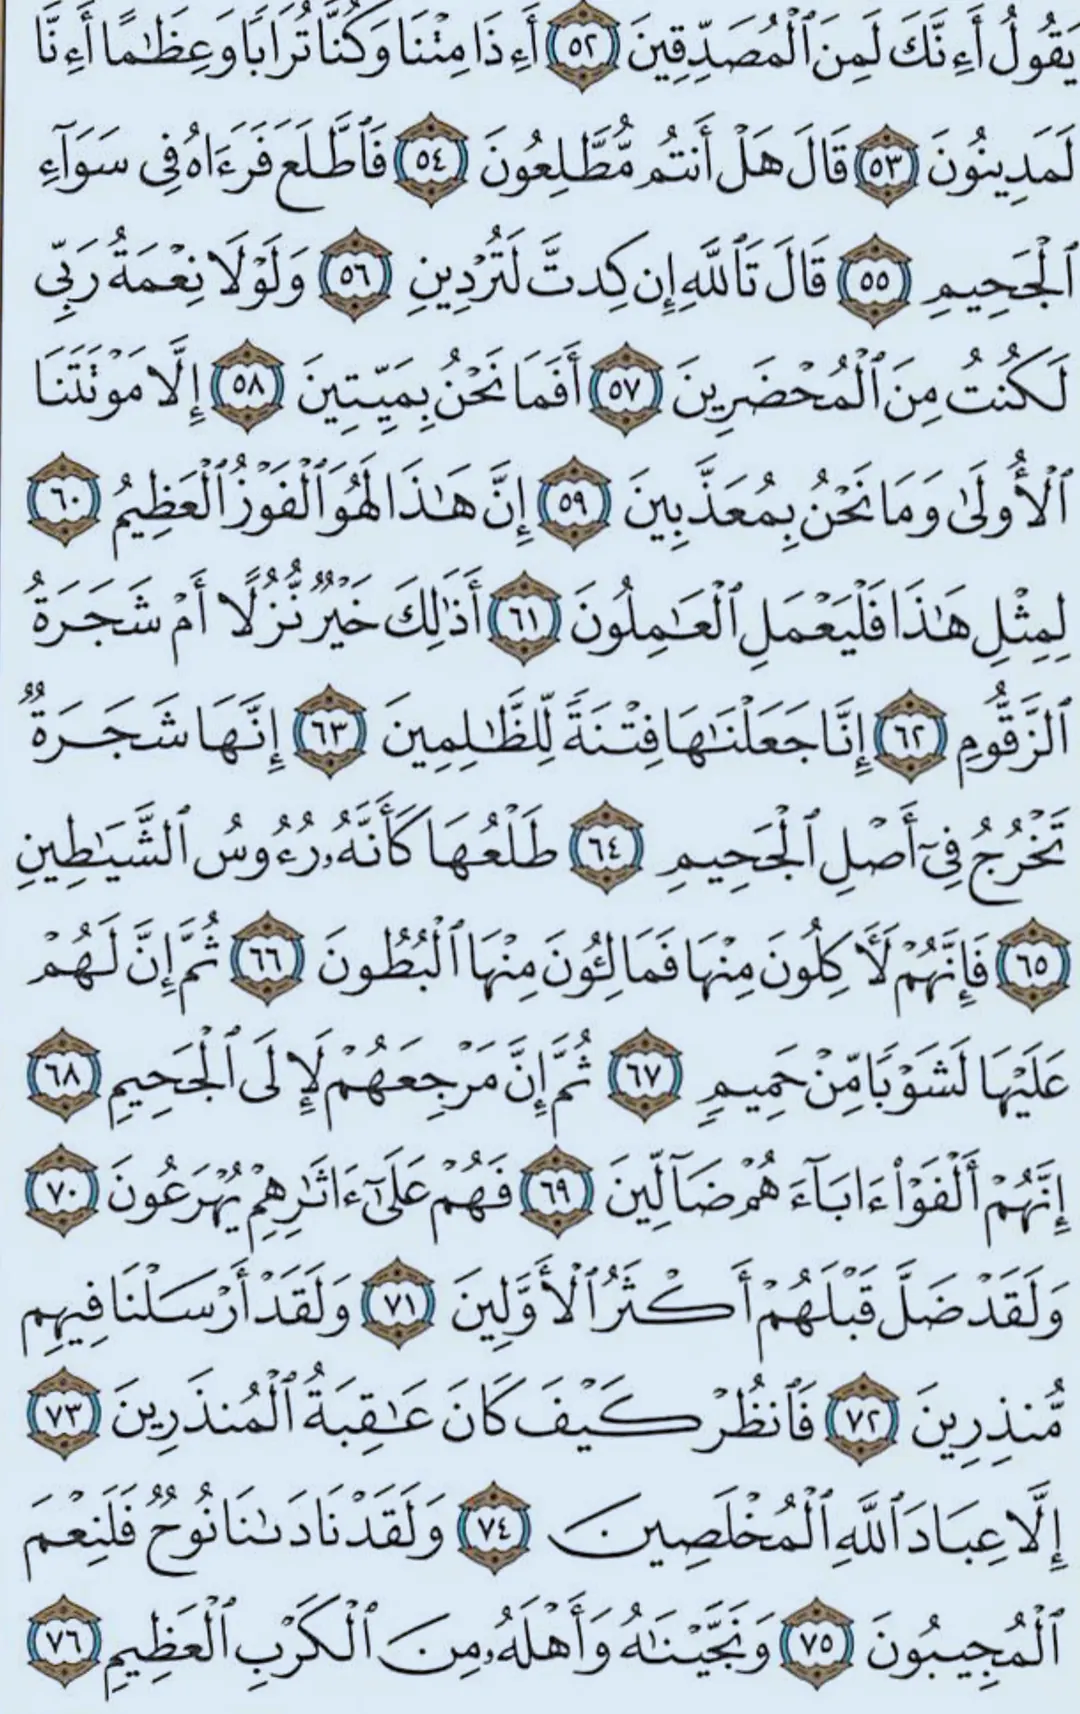 يَقُولُ أَءِنَّكَ لَمِنَ ٱلْمُصَدِّقِينَ ٥٢ أَءِذَا مِتْنَا وَكُنَّا تُرَابًا وَعِظَٰمًا أَءِنَّا
لَمَدِينُونَ ٥٣ قَالَ هَلْ أَنتُم مُّطَّلِعُونَ ٥٤ فَٱطَّلَعَ فَرَءَاهُ فِى سَوَآءِ
ٱلْجَحِيمِ ٥٥ قَالَ تَٱللَّهِ إِن كِدتَّ لَتُرْدِينِ ٥٦ وَلَوْلَا نِعْمَةُ رَبِّى
لَكُنتُ مِنَ ٱلْمُحْضَرِينَ ٥٧ أَفَمَا نَحْنُ بِمَيِّتِينَ ٥٨ إِلَّا مَوْتَتَنَا
ٱلْأُولَىٰ وَمَا نَحْنُ بِمُعَذَّبِينَ ٥٩ إِنَّ هَٰذَا لَهُوَ ٱلْفَوْزُ ٱلْعَظِيمُ ٦٠
لِمِثْلِ هَٰذَا فَلْيَعْمَلِ ٱلْعَٰمِلُونَ ٦١ أَذَٰلِكَ خَيْرٌ نُّزُلًا أَمْ شَجَرَةُ
ٱلزَّقُّومِ ٦٢ إِنَّا جَعَلْنَٰهَا فِتْنَةً لِّلظَّٰلِمِينَ ٦٣ إِنَّهَا شَجَرَةٌ
تَخْرُجُ فِىٓ أَصْلِ ٱلْجَحِيمِ ٦٤ طَلْعُهَا كَأَنَّهُۥ رُءُوسُ ٱلشَّيَٰطِينِ
٦٥ فَإِنَّهُمْ لَءَاكِلُونَ مِنْهَا فَمَالِـُٔونَ مِنْهَا ٱلْبُطُونَ ٦٦ ثُمَّ إِنَّ لَهُمْ
عَلَيْهَا لَشَوْبًا مِّنْ حَمِيمٍ ٦٧ ثُمَّ إِنَّ مَرْجِعَهُمْ لَإِلَى ٱلْجَحِيمِ ٦٨
إِنَّهُمْ أَلْفَوْا۟ ءَابَآءَهُمْ ضَآلِّينَ ٦٩ فَهُمْ عَلَىٰٓ ءَاثَٰرِهِمْ يُهْرَعُونَ ٧٠
وَلَقَدْ ضَلَّ قَبْلَهُمْ أَكْثَرُ ٱلْأَوَّلِينَ ٧١ وَلَقَدْ أَرْسَلْنَا فِيهِم
مُّنذِرِينَ ٧٢ فَٱنظُرْ كَيْفَ كَانَ عَٰقِبَةُ ٱلْمُنذَرِينَ ٧٣
إِلَّا عِبَادَ ٱللَّهِ ٱلْمُخْلَصِينَ ٧٤ وَلَقَدْ نَادَىٰنَا نُوحٌ فَلَنِعْمَ
ٱلْمُجِيبُونَ ٧٥ وَنَجَّيْنَٰهُ وَأَهْلَهُۥ مِنَ ٱلْكَرْبِ ٱلْعَظِيمِ ٧٦